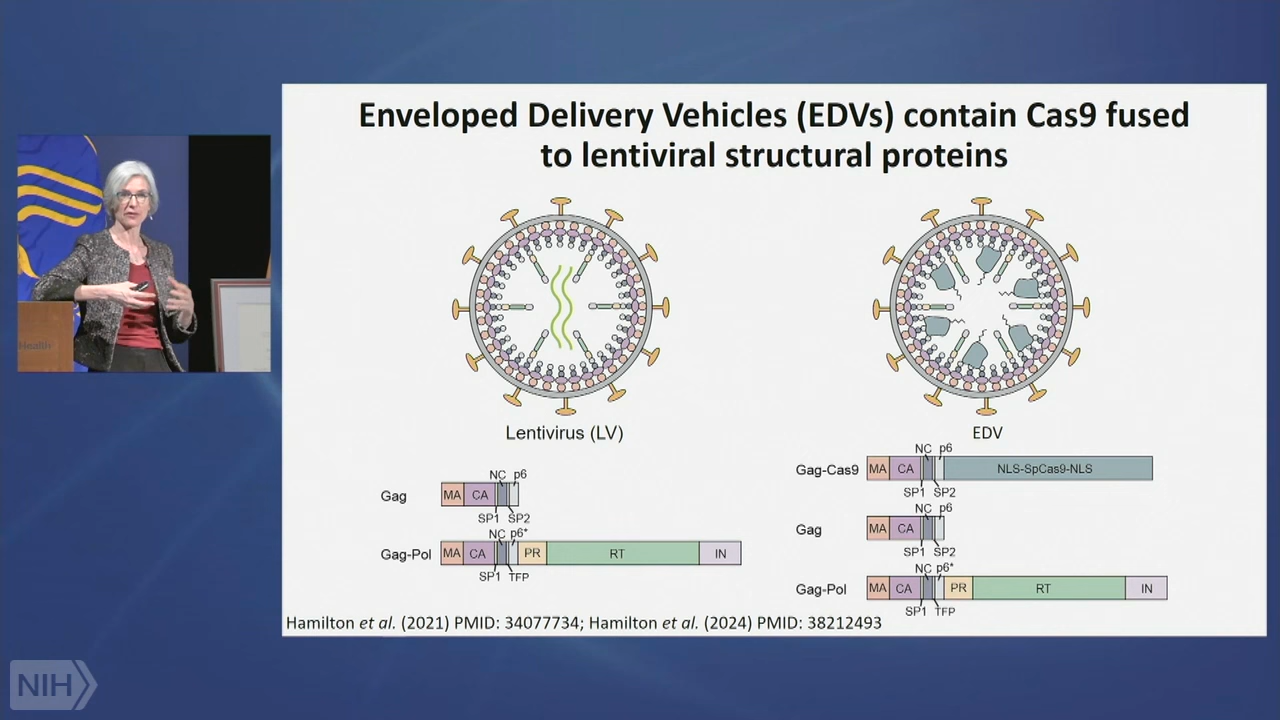 Enveloped Delivery Vehicles (EDVs) contain Cas9 fused
to lentiviral structural proteins
Health
Lentivirus (LV)
NC p6
Gag MA CA
SP1 SP2
NC p6*
Gag-Pol MA CA PR RT IN
SP1 TFP
EDV
NC p6
Gag-Cas9 MA CA NLS-SpCas9-NLS
SP1 SP2
NC p6
Gag MA CA
SP1 SP2
NC p6*
Gag-Pol MA CA PR RT IN
SP1 TFP
Hamilton et al. (2021) PMID: 34077734; Hamilton et al. (2024) PMID: 38212493
NIH